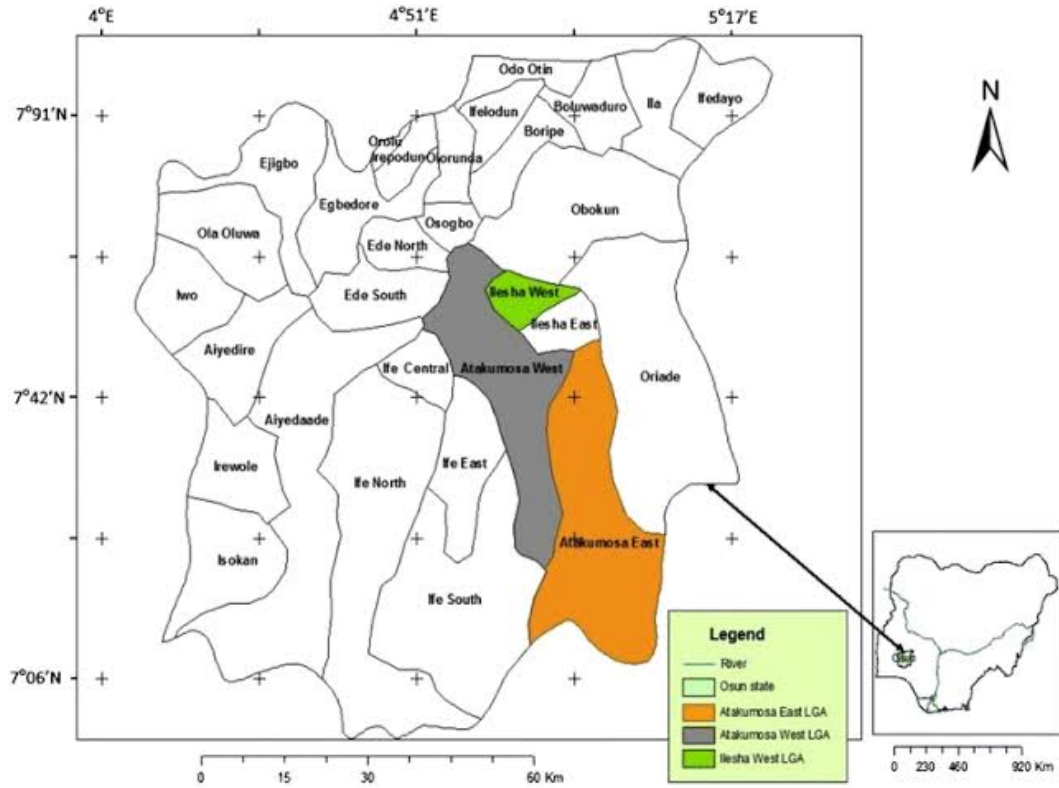 4°E 4°51'E 5°17'E
N
7°91'N
7°42'N
7°06'N
Odo Otin
Ifelodun
Boluwaduro
Ila
Ifedayo
Boripe
Orolu
Irepodun
Olorunda
Ejigbo
Egbedore
Obokun
Osogbo
Ola Oluwa
Ede North
Iwo
Ede South
Ilesha West
Ilesha East
Aiyedire
Ife Central
Atakumosa West
Oriade
Aiyedaade
Irewole
Ife North
Ife East
Isokan
Atakumosa East
Ife South
Legend
River
Osun state
Atakumosa East LGA
Atakumosa West LGA
Ilesha West LGA
0 15 30 60 Km
0 230 460 920 Km